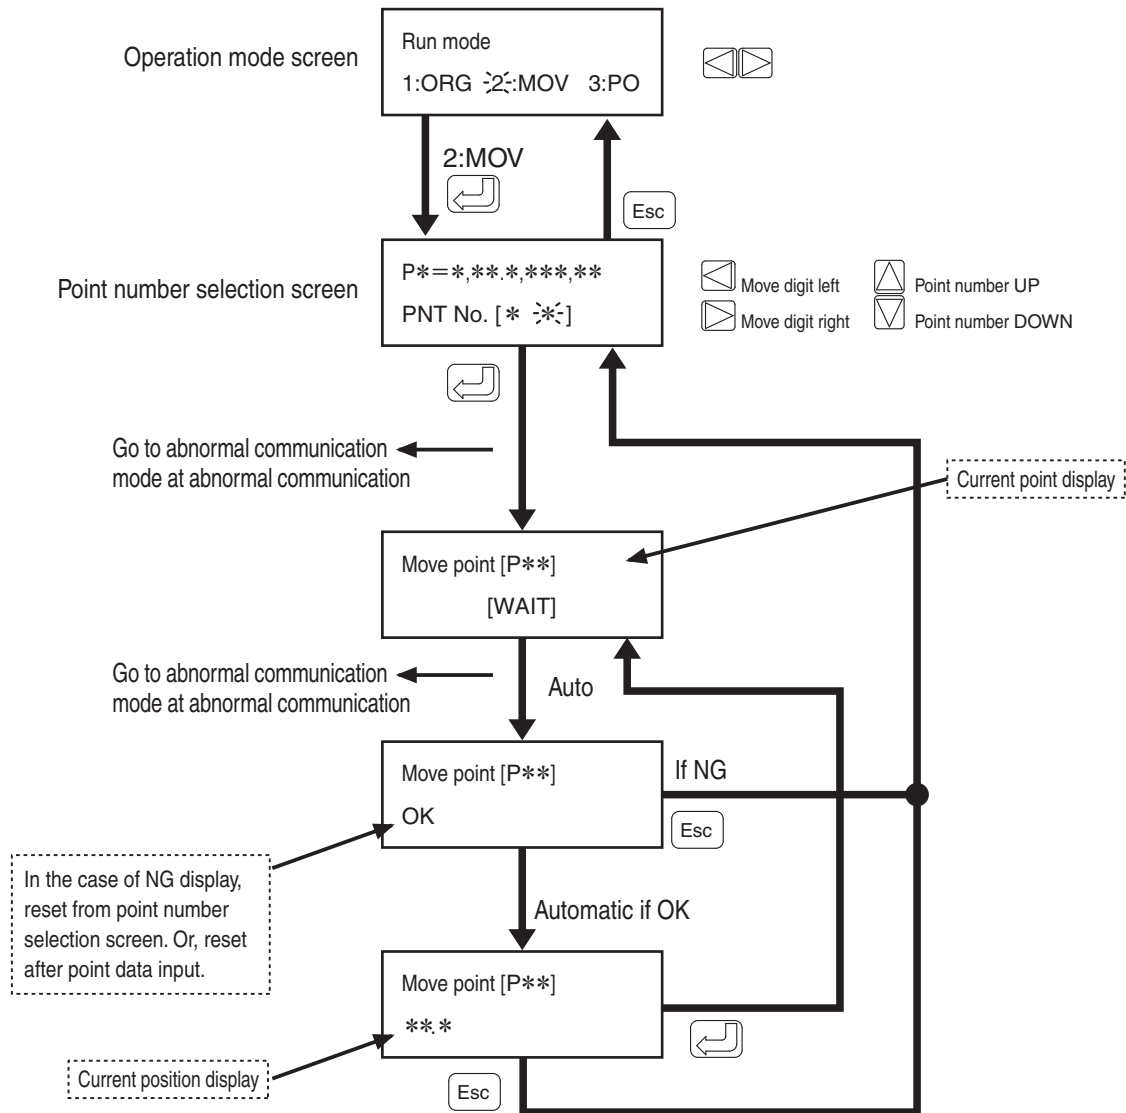 Operation mode screen
Run mode
1:ORG 2:MOV 3:PO
2:MOV
Esc
Point number selection screen
P*=*,**.*,***,**
PNT No. [* *]
Move digit left
Point number UP
Move digit right
Point number DOWN
Go to abnormal communication
mode at abnormal communication
Current point display
Move point [P**]
[WAIT]
Go to abnormal communication
mode at abnormal communication
Auto
Move point [P**]
OK
If NG
Esc
In the case of NG display,
reset from point number
selection screen. Or, reset
after point data input.
Automatic if OK
Move point [P**]
**.*
Current position display
Esc